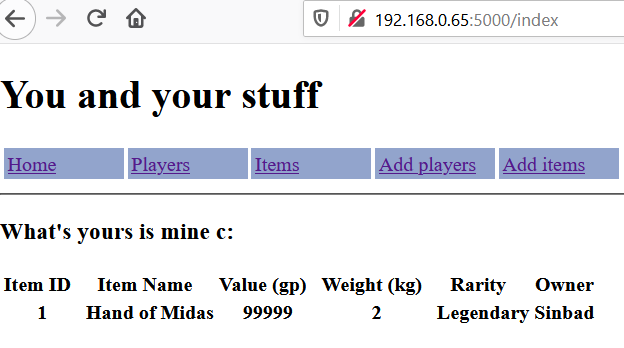 192.168.0.65:5000/index
You and your stuff
Home Players Items Add players Add items
What's yours is mine c:
Item ID Item Name Value (gp) Weight (kg) Rarity Owner
1 Hand of Midas 99999 2 Legendary Sinbad